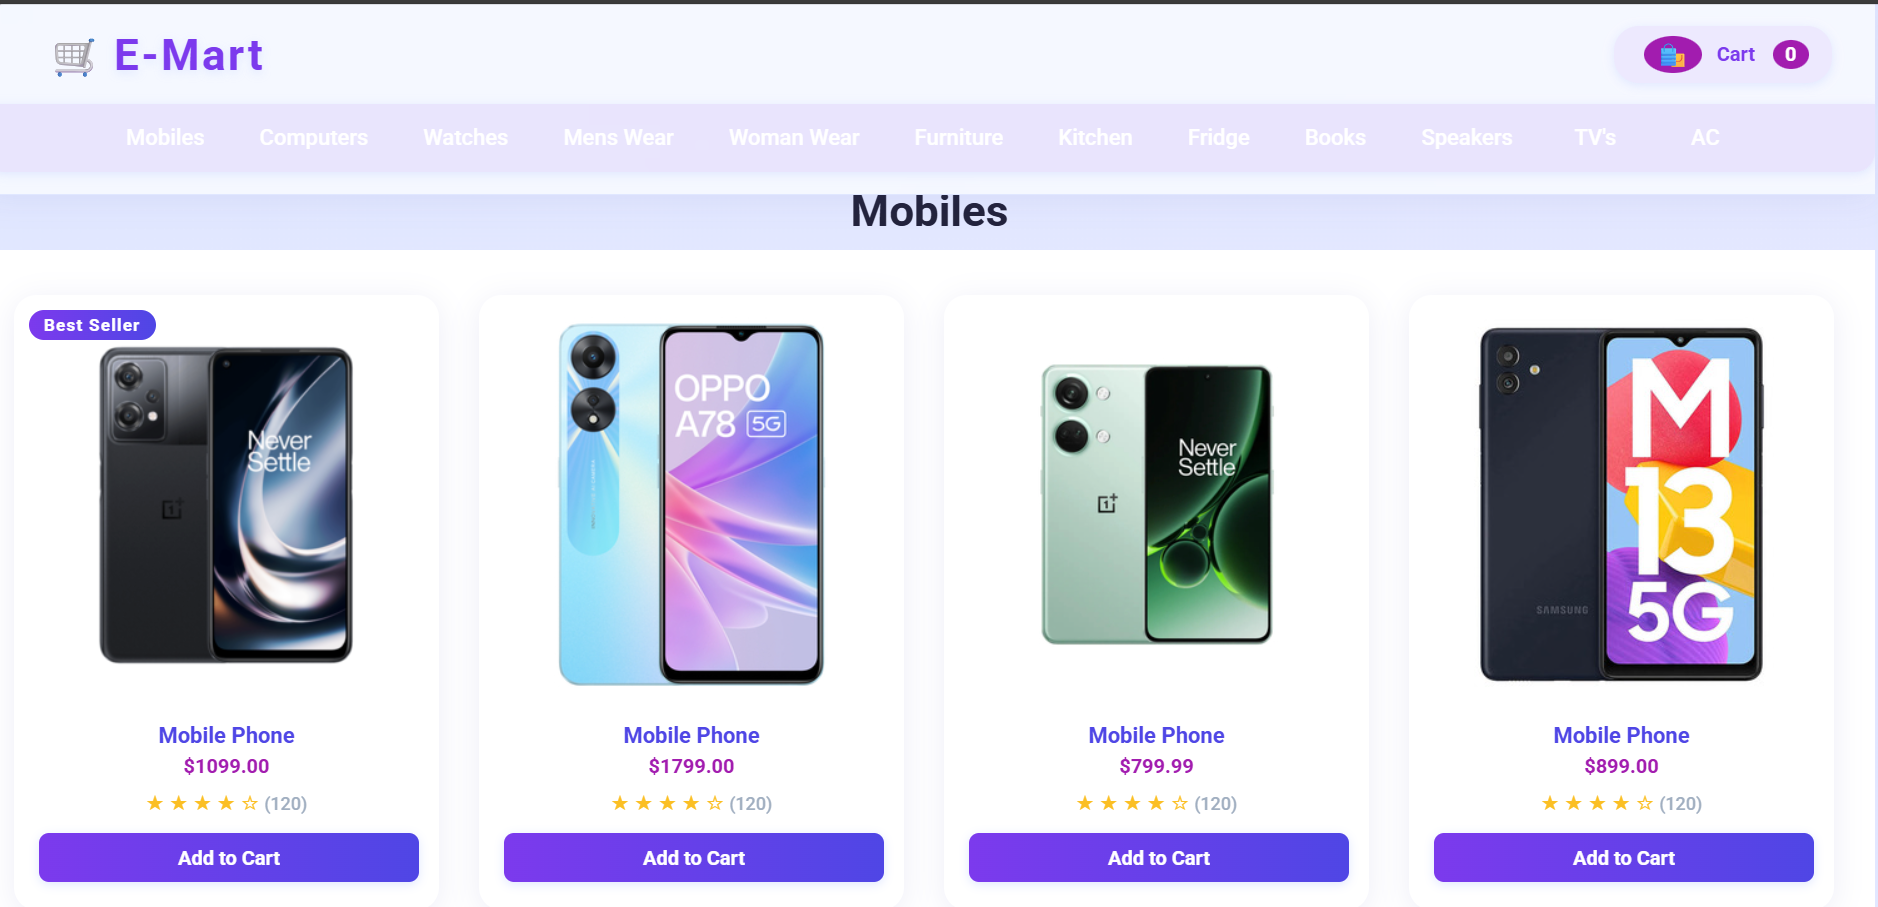 E-Mart
Cart 0
Mobiles Computers Watches Mens Wear Woman Wear Furniture Kitchen Fridge Books Speakers TV's AC
Mobiles
Best Seller
Never
Settle
Mobile Phone
$1099.00
★ ★ ★ ★ ☆ (120)
Add to Cart
OPPO
A78 5G
Mobile Phone
$1799.00
★ ★ ★ ★ ☆ (120)
Add to Cart
Never
Settle
Mobile Phone
$799.99
★ ★ ★ ★ ☆ (120)
Add to Cart
SAMSUNG
M
13
5G
Mobile Phone
$899.00
★ ★ ★ ★ ☆ (120)
Add to Cart